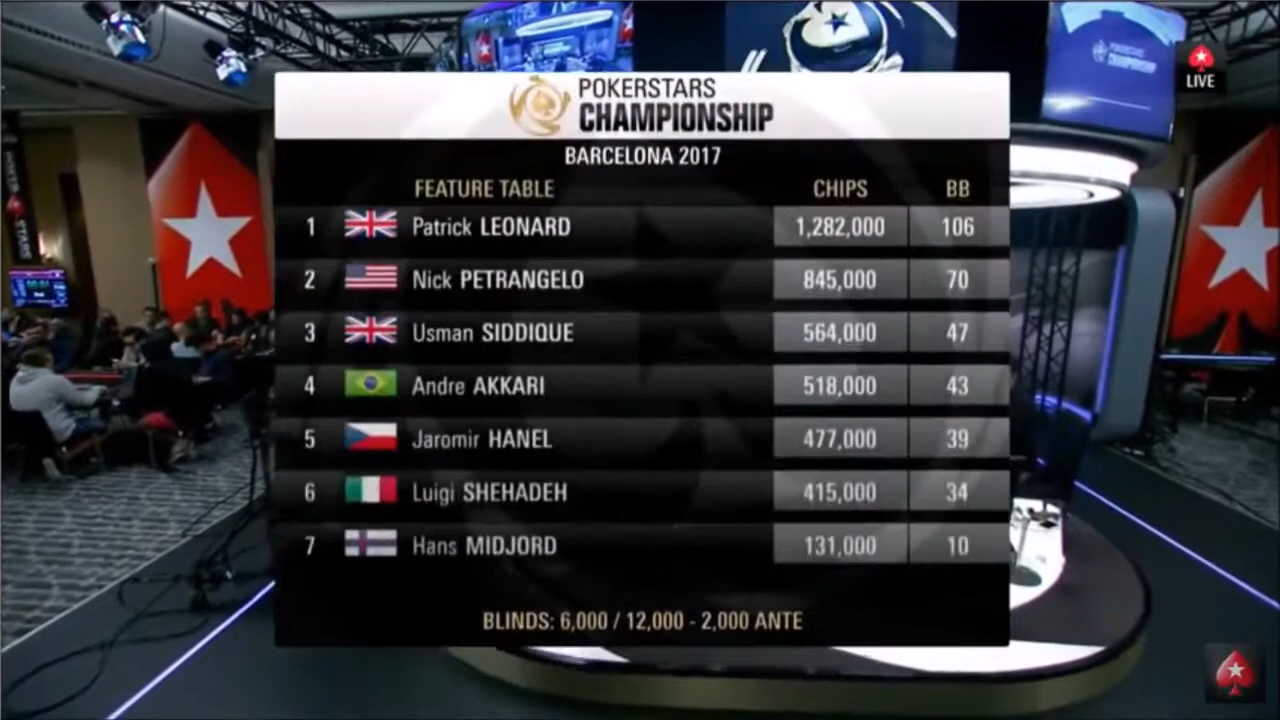 POKERSTARS
CHAMPIONSHIP
LIVE
BARCELONA 2017
FEATURE TABLE CHIPS BB
1 Patrick LEONARD 1,282,000 106
2 Nick PETRANGELO 845,000 70
3 Usman SIDDIQUE 564,000 47
4 Andre AKKARI 518,000 43
5 Jaromir HANEL 477,000 39
6 Luigi SHEHADEH 415,000 34
7 Hans MIDJORD 131,000 10
BLINDS: 6,000 / 12,000 - 2,000 ANTE